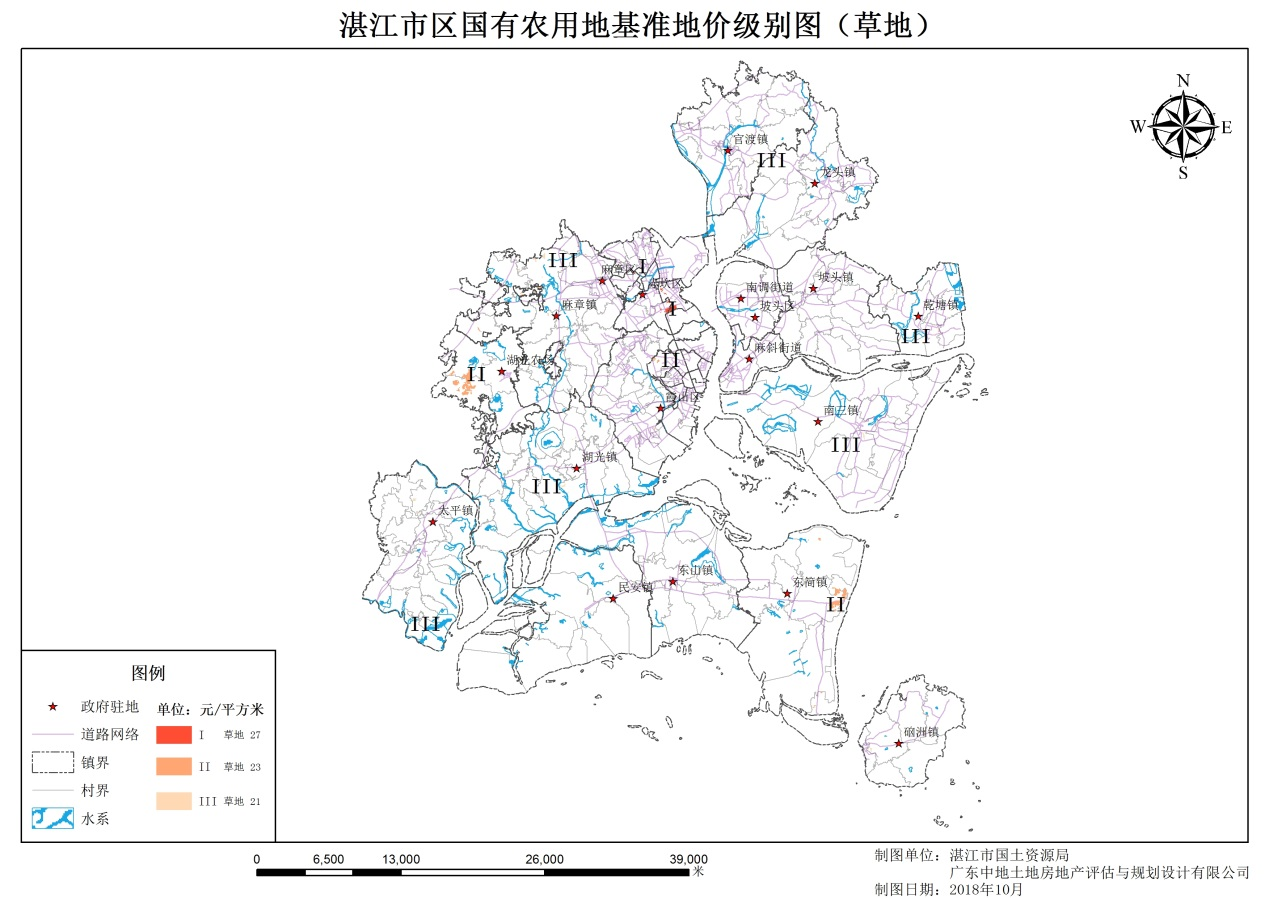 湛江市区国有农用地基准地价级别图（草地）
N
W E
S
官渡镇
III
龙头镇
III
麻章区
I
赤坎区
麻章镇
I
南调街道
坡头镇
坡头区
乾塘镇
III
麻斜街道
II
湖光农场
II
霞山区
南三镇
III
湖光镇
III
太平镇
III
民安镇
东山镇
东简镇
II
硇洲镇
图例
政府驻地
道路网络
镇界
村界
水系
单位：元/平方米
I 草地 27
II 草地 23
III 草地 21
0 6,500 13,000 26,000 39,000
米
制图单位：湛江市国土资源局
广东中地土地房地产评估与规划设计有限公司
制图日期：2018年10月